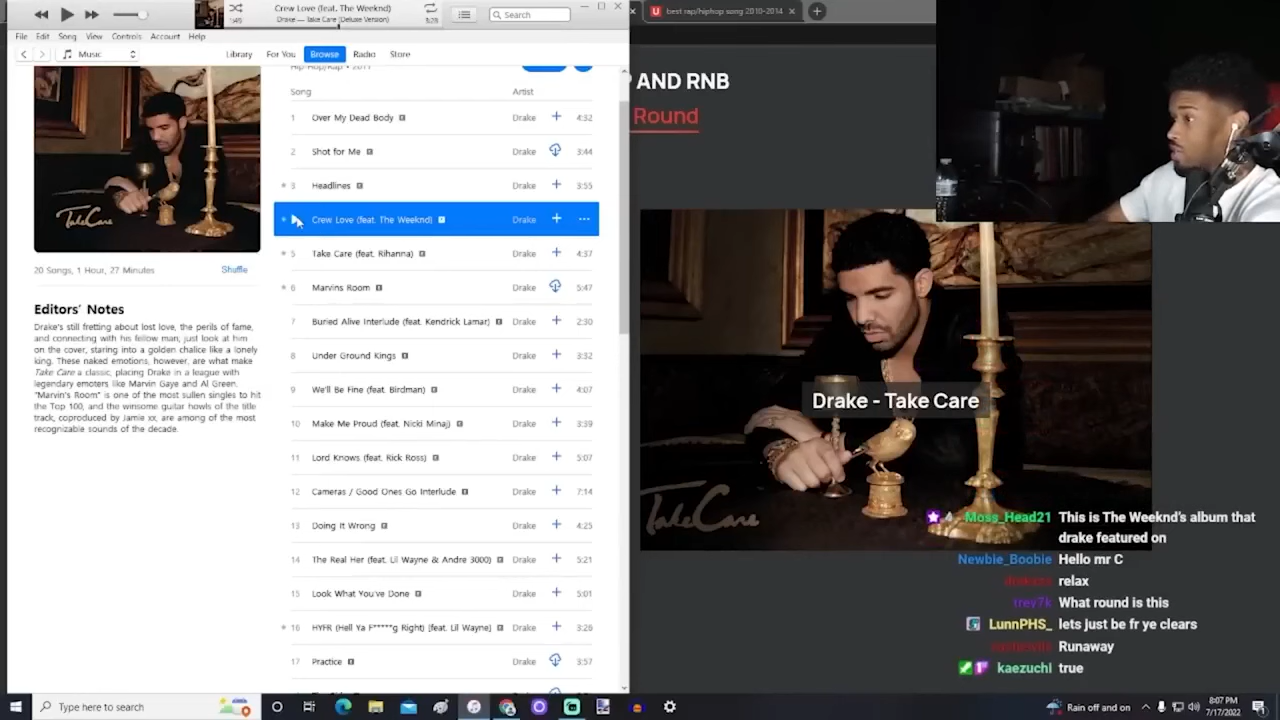 Crew Love (feat. The Weeknd)
Drake — Take Care (Deluxe Version)
1:45
3:28
Search
best rap/hiphop song 2010-2014
File Edit Song View Controls Account Help
Music
Library For You Browse Radio Store
Hip-Hop/Rap • 2011
Song Artist
1 Over My Dead Body E Drake 4:32
2 Shot for Me E Drake 3:44
3 Headlines E Drake 3:55
Crew Love (feat. The Weeknd) E Drake
5 Take Care (feat. Rihanna) E Drake 4:37
6 Marvins Room E Drake 5:47
7 Buried Alive Interlude (feat. Kendrick Lamar) E Drake 2:30
8 Under Ground Kings E Drake 3:32
9 We'll Be Fine (feat. Birdman) E Drake 4:07
10 Make Me Proud (feat. Nicki Minaj) E Drake 3:39
11 Lord Knows (feat. Rick Ross) E Drake 5:07
12 Cameras / Good Ones Go Interlude E Drake 7:14
13 Doing It Wrong E Drake 4:25
14 The Real Her (feat. Lil Wayne & Andre 3000) E Drake 5:21
15 Look What You've Done E Drake 5:01
16 HYFR (Hell Ya F*****g Right) [feat. Lil Wayne] E Drake 3:26
17 Practice E Drake 3:57
TakeCare
20 Songs, 1 Hour, 27 Minutes Shuffle
Editors' Notes
Drake's still fretting about lost love, the perils of fame,
and connecting with his fellow man; just look at him
on the cover, staring into a golden chalice like a lonely
king. These naked emotions, however, are what make
Take Care a classic, placing Drake in a league with
legendary emoters like Marvin Gaye and Al Green.
"Marvin's Room" is one of the most sullen singles to hit
the Top 100, and the winsome guitar howls of the title
track, coproduced by Jamie xx, are among of the most
recognizable sounds of the decade.
AND RNB
Round
Drake - Take Care
TakeCare
Moss_Head21 This is The Weeknd's album that
drake featured on
Newbie_Boobie Hello mr C
relax
trey7k What round is this
LunnPHS_ lets just be fr ye clears
Runaway
kaezuchi true
Type here to search
Rain off and on
8:07 PM
7/17/2022